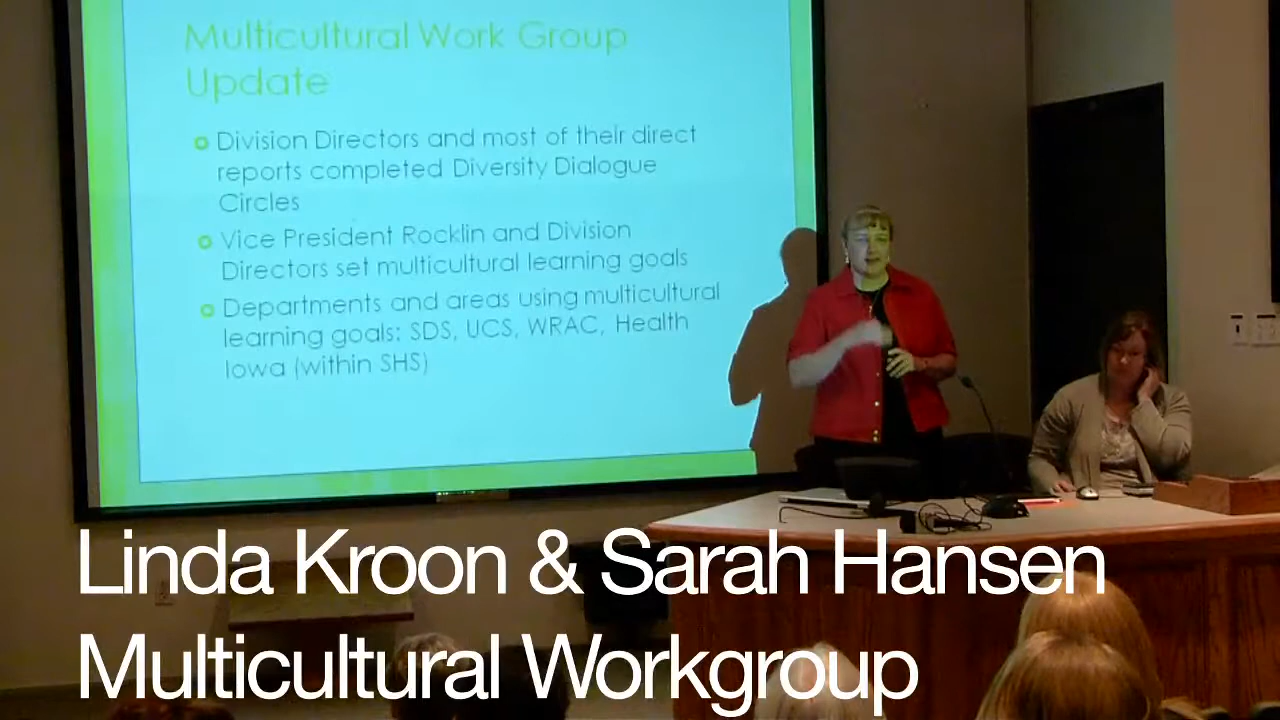 Multicultural Work Group
Update
Division Directors and most of their direct
reports completed Diversity Dialogue
Circles
Vice President Rocklin and Division
Directors set multicultural learning goals
Departments and areas using multicultural
learning goals: SDS, UCS, WRAC, Health
Iowa (within SHS)
Linda Kroon & Sarah Hansen
Multicultural Workgroup